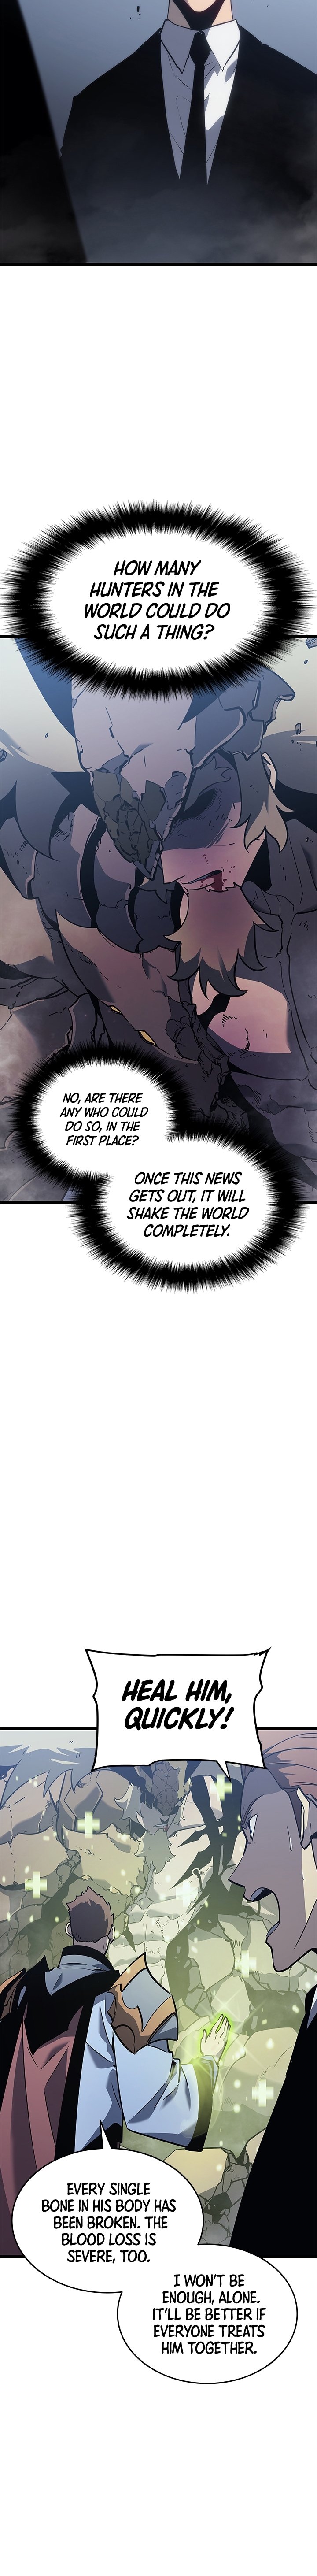 HOW MANY
HUNTERS IN THE
WORLD COULD DO
SUCH A THING?
NO, ARE THERE
ANY WHO COULD
DO SO, IN THE
FIRST PLACE?
ONCE THIS NEWS
GETS OUT, IT WILL
SHAKE THE WORLD
COMPLETELY.
HEAL HIM,
QUICKLY!
EVERY SINGLE
BONE IN HIS BODY HAS
BEEN BROKEN. THE
BLOOD LOSS IS
SEVERE, TOO.
I WON'T BE
ENOUGH, ALONE.
IT'LL BE BETTER IF
EVERYONE TREATS
HIM TOGETHER.